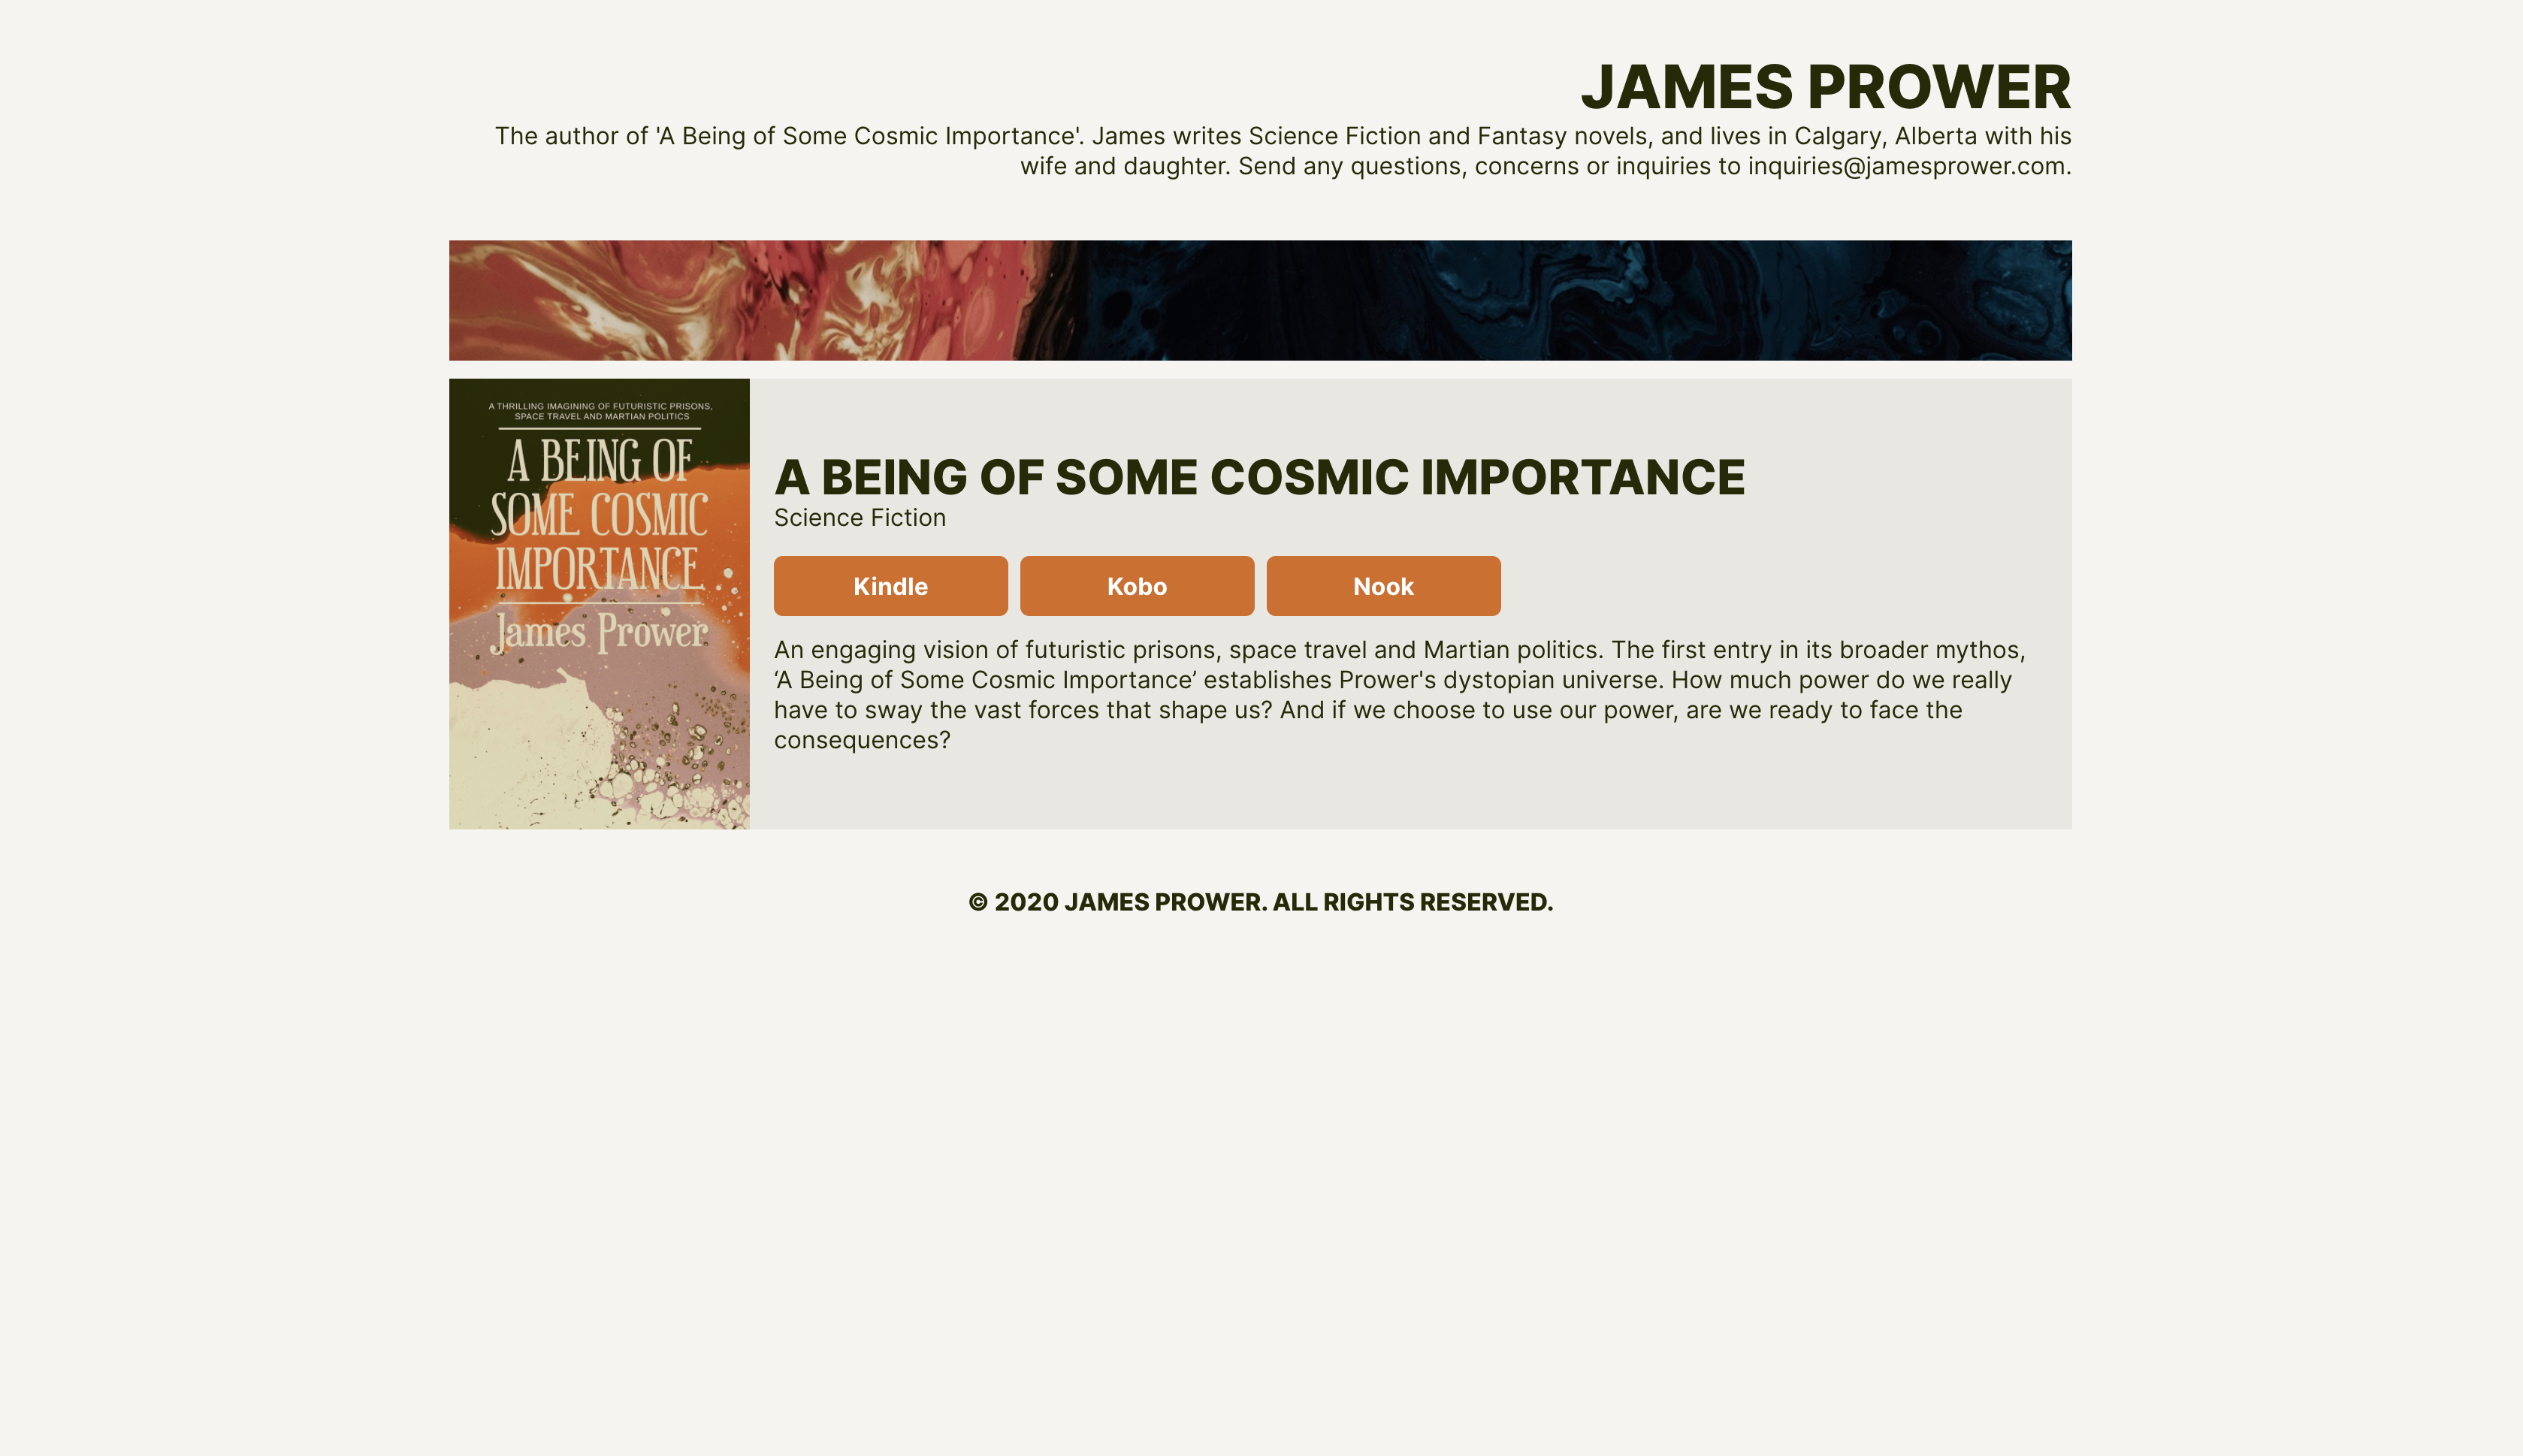 JAMES PROWER
The author of 'A Being of Some Cosmic Importance'. James writes Science Fiction and Fantasy novels, and lives in Calgary, Alberta with his
wife and daughter. Send any questions, concerns or inquiries to inquiries@jamesprower.com.
A THRILLING IMAGINING OF FUTURISTIC PRISONS,
SPACE TRAVEL AND MARTIAN POLITICS
A BEING OF
SOME COSMIC
IMPORTANCE
James Prower
A BEING OF SOME COSMIC IMPORTANCE
Science Fiction
Kindle
Kobo
Nook
An engaging vision of futuristic prisons, space travel and Martian politics. The first entry in its broader mythos,
‘A Being of Some Cosmic Importance’ establishes Prower's dystopian universe. How much power do we really
have to sway the vast forces that shape us? And if we choose to use our power, are we ready to face the
consequences?
© 2020 JAMES PROWER. ALL RIGHTS RESERVED.